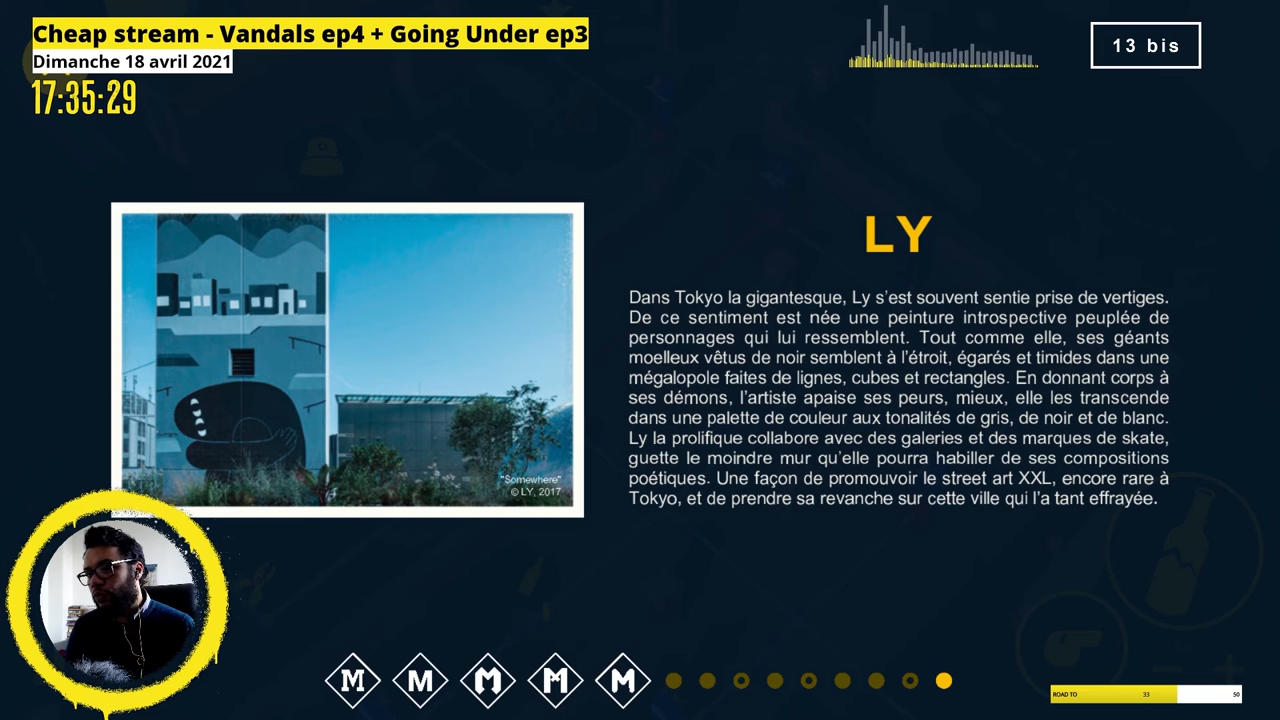 Cheap stream - Vandals ep4 + Going Under ep3
Dimanche 18 avril 2021
17:35:29
13 bis
LY
Dans Tokyo la gigantesque, Ly s'est souvent sentie prise de vertiges.
De ce sentiment est née une peinture introspective peuplée de
personnages qui lui ressemblent. Tout comme elle, ses géants
moelleux vêtus de noir semblent à l'étroit, égarés et timides dans une
mégalopole faites de lignes, cubes et rectangles. En donnant corps à
ses démons, l'artiste apaise ses peurs, mieux, elle les transcende
dans une palette de couleur aux tonalités de gris, de noir et de blanc.
Ly la prolifique collabore avec des galeries et des marques de skate,
guette le moindre mur qu'elle pourra habiller de ses compositions
poétiques. Une façon de promouvoir le street art XXL, encore rare à
Tokyo, et de prendre sa revanche sur cette ville qui l'a tant effrayée.
"Somewhere"
© LY, 2017
M M M M M
ROAD TO 33 50